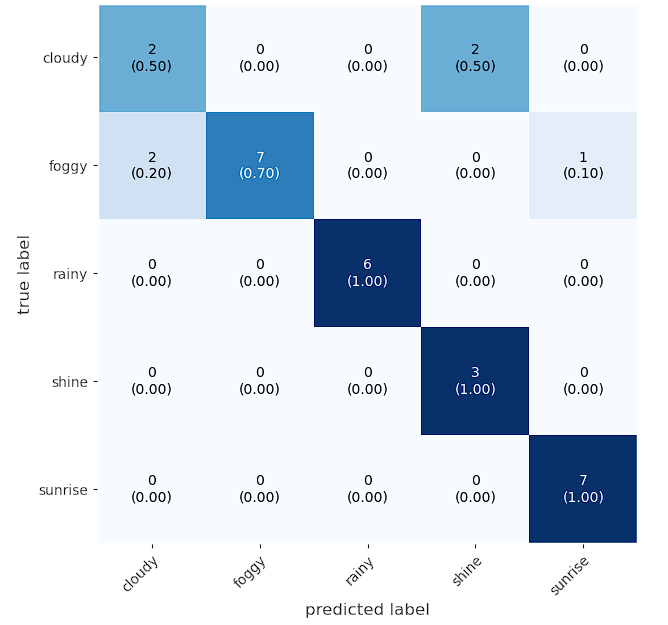 cloudy
2 0 0 2 0
(0.50) (0.00) (0.00) (0.50) (0.00)
foggy
2 7 0 0 1
(0.20) (0.70) (0.00) (0.00) (0.10)
rainy
0 0 6 0 0
(0.00) (0.00) (1.00) (0.00) (0.00)
shine
0 0 0 3 0
(0.00) (0.00) (0.00) (1.00) (0.00)
sunrise
0 0 0 0 7
(0.00) (0.00) (0.00) (0.00) (1.00)
true label
cloudy foggy rainy shine sunrise
predicted label